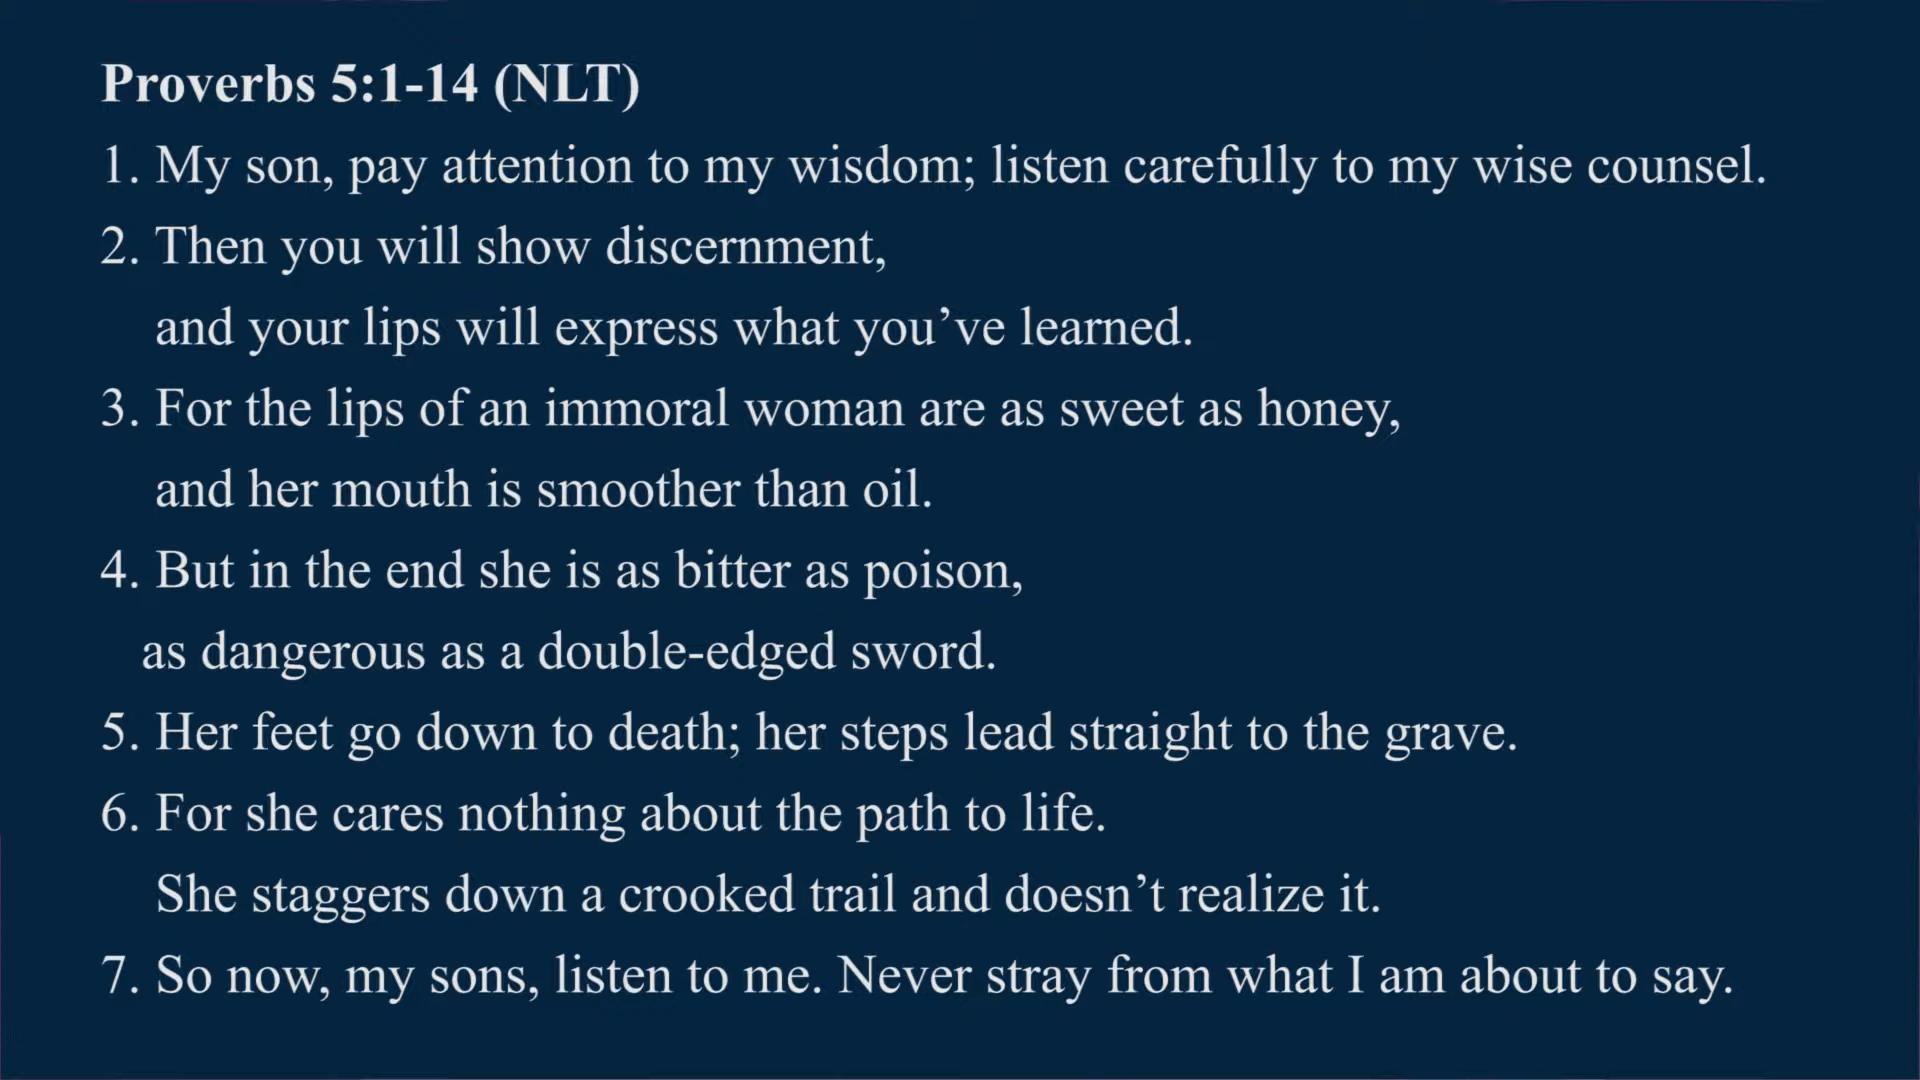 Proverbs 5:1-14 (NLT)
1. My son, pay attention to my wisdom; listen carefully to my wise counsel.
2. Then you will show discernment,
and your lips will express what you’ve learned.
3. For the lips of an immoral woman are as sweet as honey,
and her mouth is smoother than oil.
4. But in the end she is as bitter as poison,
as dangerous as a double-edged sword.
5. Her feet go down to death; her steps lead straight to the grave.
6. For she cares nothing about the path to life.
She staggers down a crooked trail and doesn’t realize it.
7. So now, my sons, listen to me. Never stray from what I am about to say.